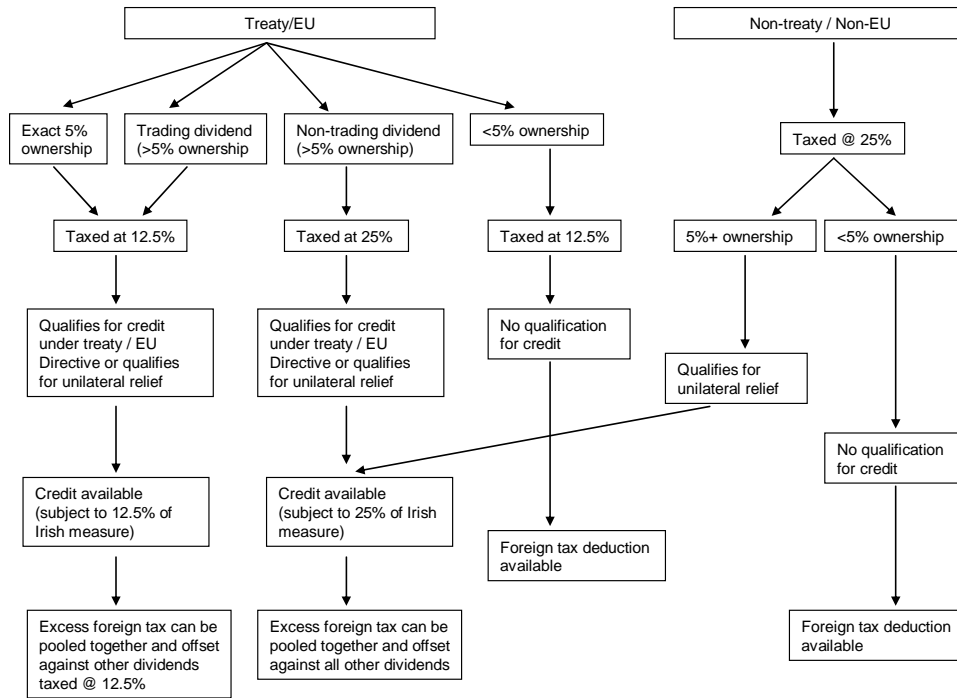 Treaty/EU
Non-treaty / Non-EU
Exact 5%
ownership
Trading dividend
(>5% ownership
Non-trading dividend
(>5% ownership)
<5% ownership
Taxed @ 25%
Taxed at 12.5%
Taxed at 25%
Taxed at 12.5%
5%+ ownership
<5% ownership
Qualifies for credit
under treaty / EU
Directive or qualifies
for unilateral relief
Qualifies for credit
under treaty / EU
Directive or qualifies
for unilateral relief
No qualification
for credit
Qualifies for
unilateral relief
No qualification
for credit
Credit available
(subject to 12.5% of
Irish measure)
Credit available
(subject to 25% of Irish
measure)
Foreign tax deduction
available
Excess foreign tax can be
pooled together and offset
against other dividends
taxed @ 12.5%
Excess foreign tax can be
pooled together and offset
against all other dividends
Foreign tax deduction
available